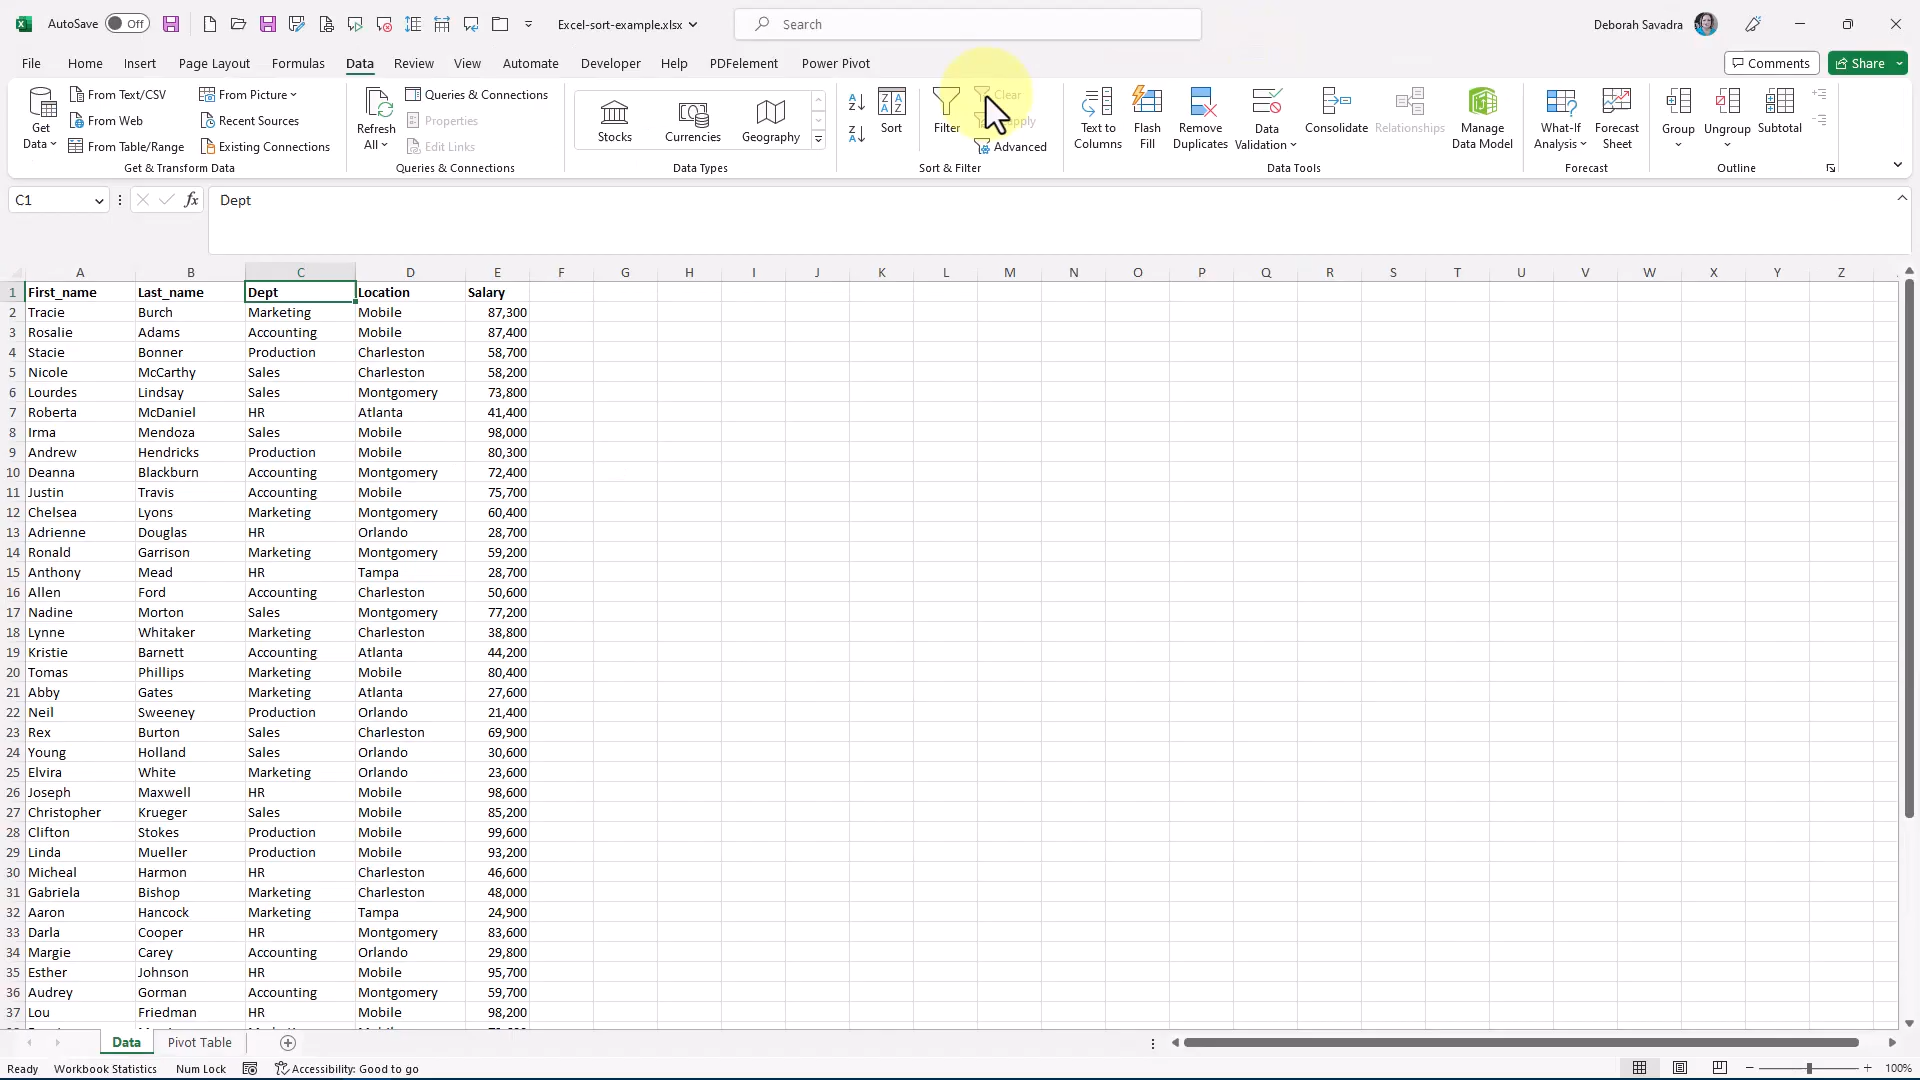 AutoSave Off Excel-sort-example.xlsx Search Deborah Savadra
File Home Insert Page Layout Formulas Data Review View Automate Developer Help PDFelement Power Pivot Comments Share
Get Data From Text/CSV From Web From Table/Range From Picture Recent Sources Existing Connections
Get & Transform Data
Refresh All Queries & Connections Properties Edit Links
Queries & Connections
Stocks Currencies Geography
Data Types
Sort Filter Clear Advanced
Sort & Filter
Text to Columns Flash Fill Remove Duplicates Data Validation Consolidate Relationships Manage Data Model
Data Tools
What-If Analysis Forecast Sheet
Forecast
Group Ungroup Subtotal
Outline
C1 fx Dept
A B C D E F G H I J K L M N O P Q R S T U V W X Y Z
1 First_name Last_name Dept Location Salary
2 Tracie Burch Marketing Mobile 87,300
3 Rosalie Adams Accounting Mobile 87,400
4 Stacie Bonner Production Charleston 58,700
5 Nicole McCarthy Sales Charleston 58,200
6 Lourdes Lindsay Sales Montgomery 73,800
7 Roberta McDaniel HR Atlanta 41,400
8 Irma Mendoza Sales Mobile 98,000
9 Andrew Hendricks Production Mobile 80,300
10 Deanna Blackburn Accounting Montgomery 72,400
11 Justin Travis Accounting Mobile 75,700
12 Chelsea Lyons Marketing Montgomery 60,400
13 Adrienne Douglas HR Orlando 28,700
14 Ronald Garrison Marketing Montgomery 59,200
15 Anthony Mead HR Tampa 28,700
16 Allen Ford Accounting Charleston 50,600
17 Nadine Morton Sales Montgomery 77,200
18 Lynne Whitaker Marketing Charleston 38,800
19 Kristie Barnett Accounting Atlanta 44,200
20 Tomas Phillips Marketing Mobile 80,400
21 Abby Gates Marketing Atlanta 27,600
22 Neil Sweeney Production Orlando 21,400
23 Rex Burton Sales Charleston 69,900
24 Young Holland Sales Orlando 30,600
25 Elvira White Marketing Orlando 23,600
26 Joseph Maxwell HR Mobile 98,600
27 Christopher Krueger Sales Mobile 85,200
28 Clifton Stokes Production Mobile 99,600
29 Linda Mueller Production Mobile 93,200
30 Micheal Harmon HR Charleston 46,600
31 Gabriela Bishop Marketing Charleston 48,000
32 Aaron Hancock Marketing Tampa 24,900
33 Darla Cooper HR Montgomery 83,600
34 Margie Carey Accounting Orlando 29,800
35 Esther Johnson HR Mobile 95,700
36 Audrey Gorman Accounting Montgomery 59,700
37 Lou Friedman HR Mobile 98,200
Data Pivot Table
Ready Workbook Statistics Num Lock Accessibility: Good to go 100%